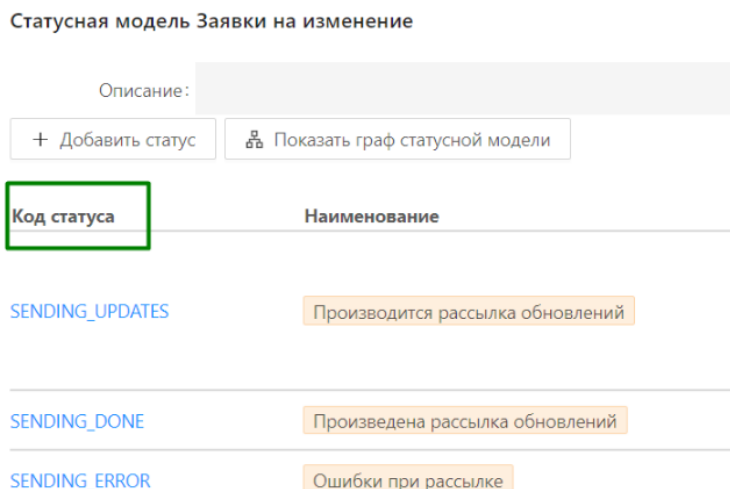 Статусная модель Заявки на изменение
Описание:
+ Добавить статус Показать граф статусной модели
Код статуса Наименование
SENDING_UPDATES Производится рассылка обновлений
SENDING_DONE Произведена рассылка обновлений
SENDING_ERROR Ошибки при рассылке